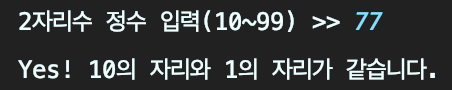 2자리수 정수 입력(10~99) >> 77
Yes! 10의 자리와 1의 자리가 같습니다.